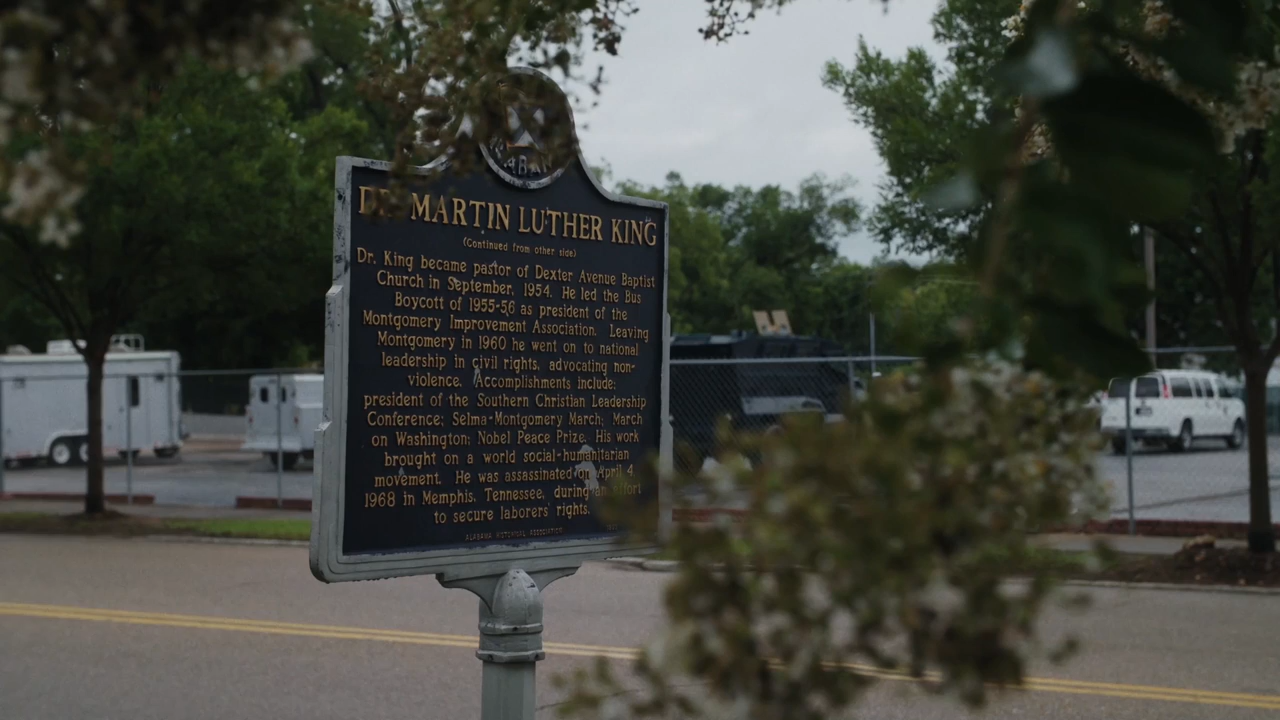 DR MARTIN LUTHER KING
(Continued from other side)
Dr. King became pastor of Dexter Avenue Baptist
Church in September, 1954. He led the Bus
Boycott of 1955-56 as president of the
Montgomery Improvement Association. Leaving
Montgomery in 1960 he went on to national
leadership in civil rights, advocating non-
violence. Accomplishments include:
president of the Southern Christian Leadership
Conference; Selma-Montgomery March; March
on Washington; Nobel Peace Prize. His work
brought on a world social-humanitarian
movement. He was assassinated on April 4
1968 in Memphis, Tennessee, during an effort
to secure laborers' rights.
ALABAMA HISTORICAL ASSOCIATION